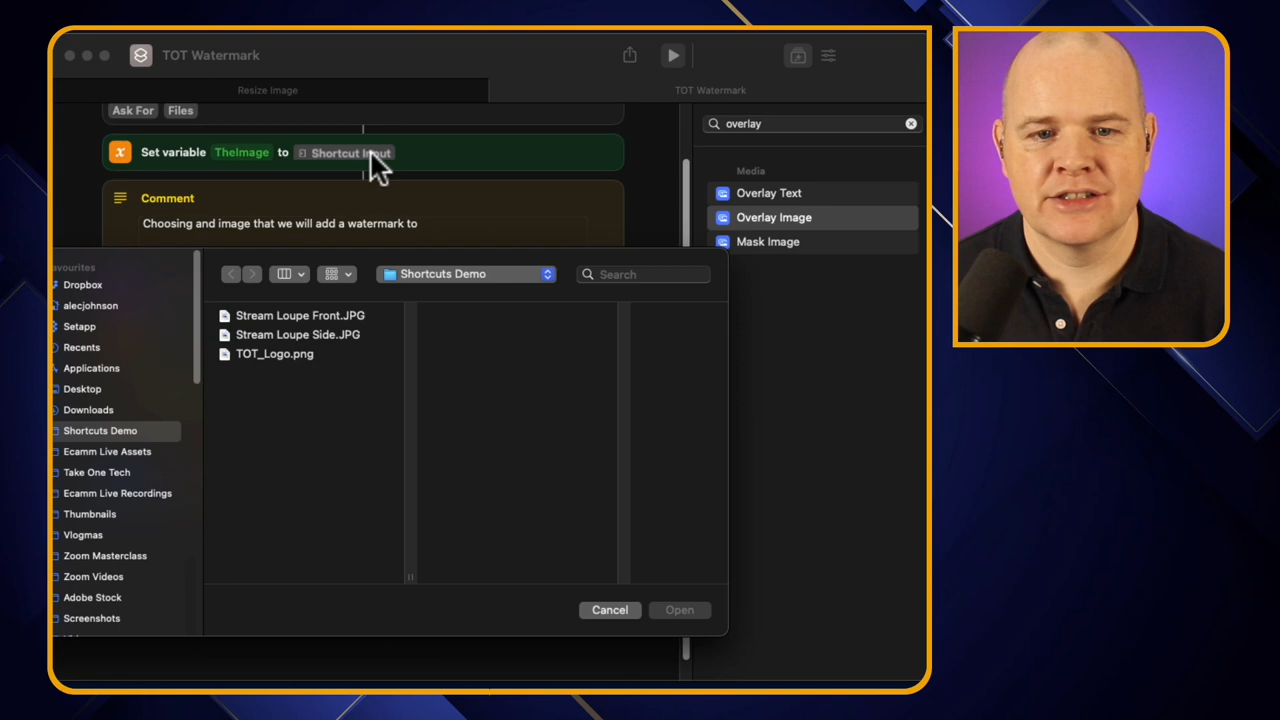 TOT Watermark
Resize Image
TOT Watermark
Ask For Files
Set variable TheImage to Shortcut Input
Comment
Choosing and image that we will add a watermark to
overlay
Media
Overlay Text
Overlay Image
Mask Image
avourites
Dropbox
alecjohnson
Setapp
Recents
Applications
Desktop
Downloads
Shortcuts Demo
Ecamm Live Assets
Take One Tech
Ecamm Live Recordings
Thumbnails
Vlogmas
Zoom Masterclass
Zoom Videos
Adobe Stock
Screenshots
Shortcuts Demo
Search
Stream Loupe Front.JPG
Stream Loupe Side.JPG
TOT_Logo.png
Cancel
Open